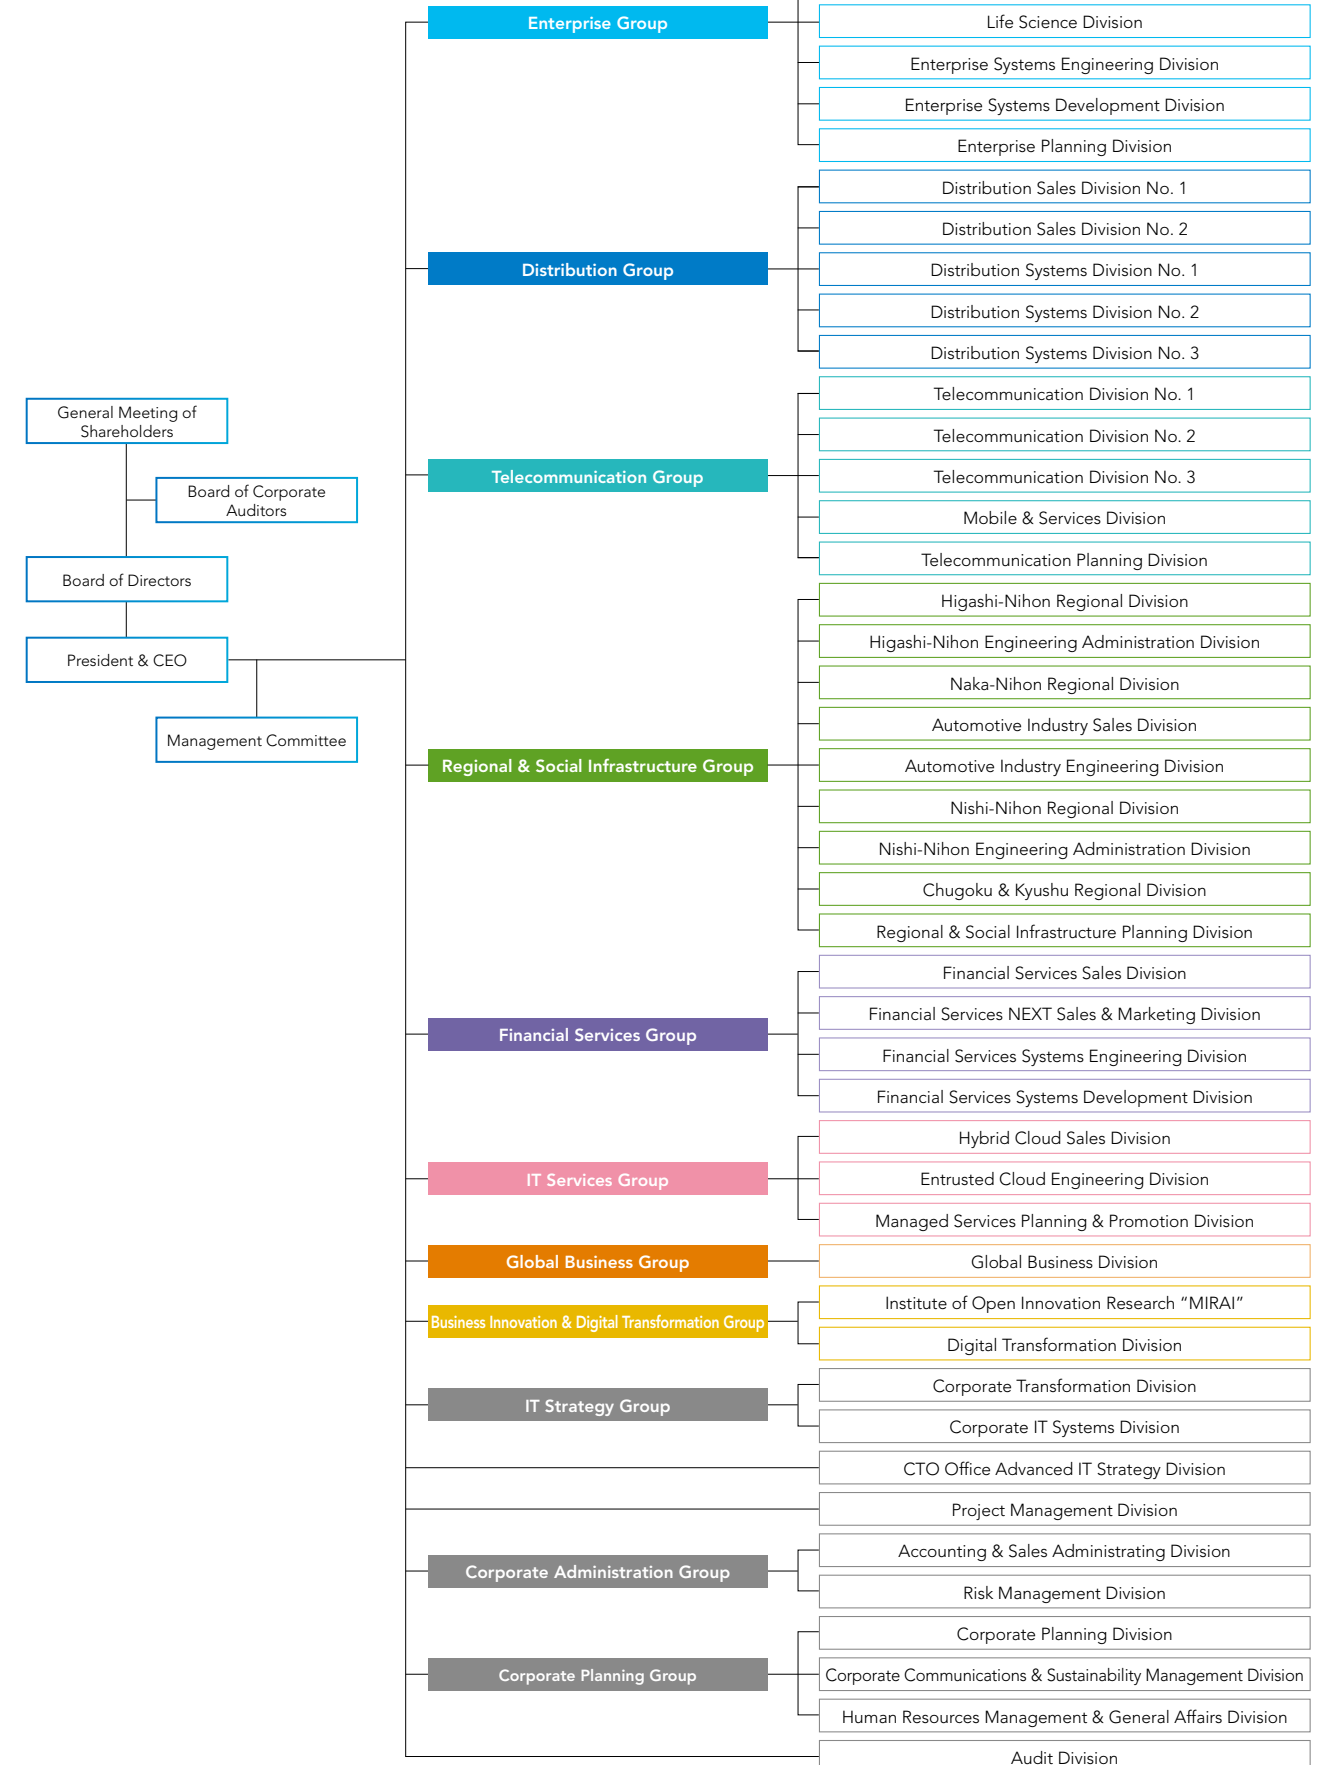 General Meeting of
Shareholders
Board of Corporate
Auditors
Board of Directors
President & CEO
Management Committee
Enterprise Group
Life Science Division
Enterprise Systems Engineering Division
Enterprise Systems Development Division
Enterprise Planning Division
Distribution Group
Distribution Sales Division No. 1
Distribution Sales Division No. 2
Distribution Systems Division No. 1
Distribution Systems Division No. 2
Distribution Systems Division No. 3
Telecommunication Group
Telecommunication Division No. 1
Telecommunication Division No. 2
Telecommunication Division No. 3
Mobile & Services Division
Telecommunication Planning Division
Regional & Social Infrastructure Group
Higashi-Nihon Regional Division
Higashi-Nihon Engineering Administration Division
Naka-Nihon Regional Division
Automotive Industry Sales Division
Automotive Industry Engineering Division
Nishi-Nihon Regional Division
Nishi-Nihon Engineering Administration Division
Chugoku & Kyushu Regional Division
Regional & Social Infrastructure Planning Division
Financial Services Group
Financial Services Sales Division
Financial Services NEXT Sales & Marketing Division
Financial Services Systems Engineering Division
Financial Services Systems Development Division
IT Services Group
Hybrid Cloud Sales Division
Entrusted Cloud Engineering Division
Managed Services Planning & Promotion Division
Global Business Group
Global Business Division
Business Innovation & Digital Transformation Group
Institute of Open Innovation Research “MIRAI”
Digital Transformation Division
IT Strategy Group
Corporate Transformation Division
Corporate IT Systems Division
CTO Office Advanced IT Strategy Division
Project Management Division
Corporate Administration Group
Accounting & Sales Administrating Division
Risk Management Division
Corporate Planning Group
Corporate Planning Division
Corporate Communications & Sustainability Management Division
Human Resources Management & General Affairs Division
Audit Division